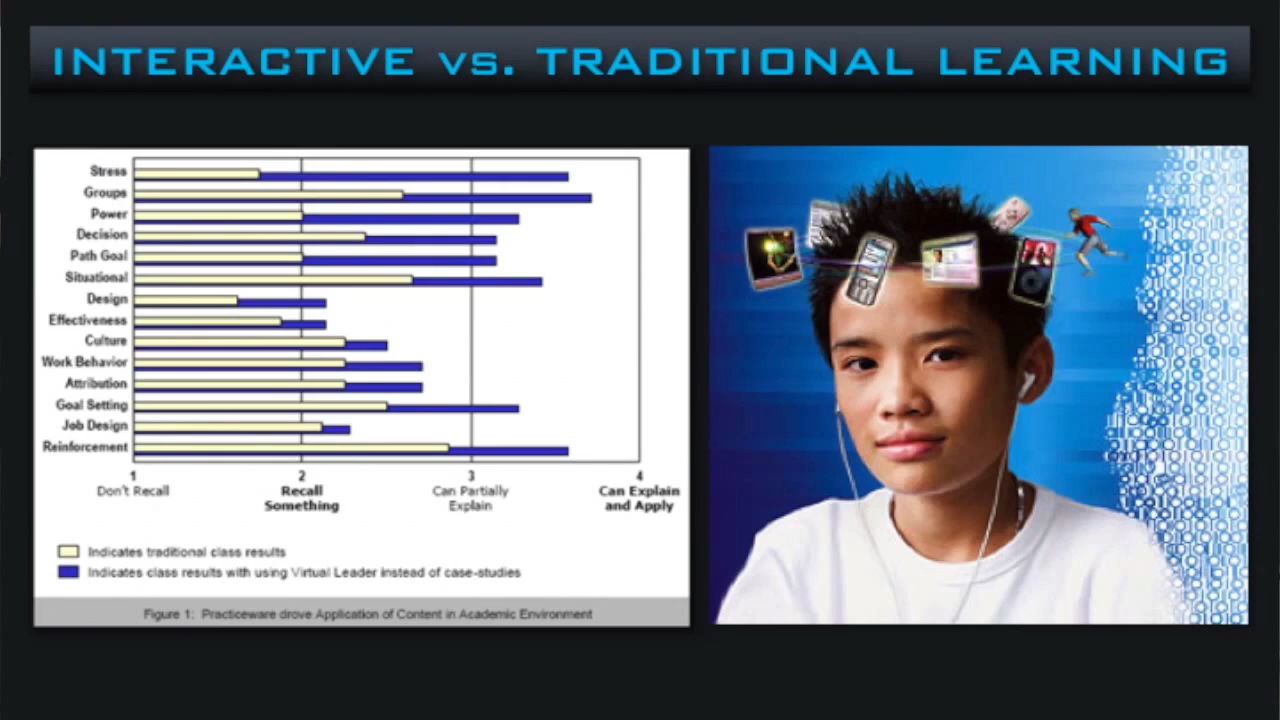 INTERACTIVE vs. TRADITIONAL LEARNING
Stress
Groups
Power
Decision
Path Goal
Situational
Design
Effectiveness
Culture
Work Behavior
Attribution
Goal Setting
Job Design
Reinforcement
1 2 3 4
Don't Recall Recall Something Can Partially Explain Can Explain and Apply
Indicates traditional class results
Indicates class results with using Virtual Leader instead of case-studies
Figure 1: Practiceware drove Application of Content in Academic Environment